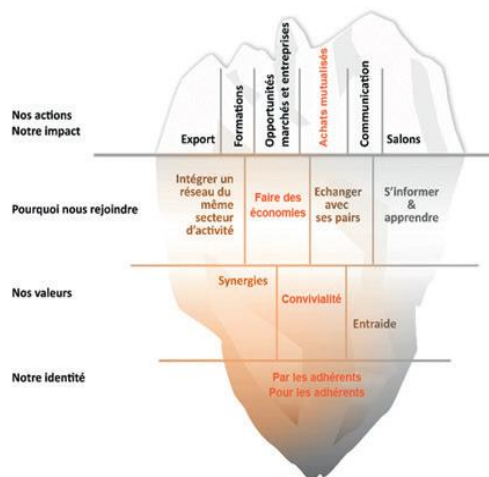 Nos actions
Notre impact
Export
Formations
Opportunités
marchés et entreprises
Achats mutualisés
Communication
Salons
Pourquoi nous rejoindre
Intégrer un
réseau du
même
secteur
d'activité
Faire des
économies
Echanger
avec
ses pairs
S'informer
&
apprendre
Nos valeurs
Synergies
Convivialité
Entraide
Notre identité
Par les adhérents
Pour les adhérents